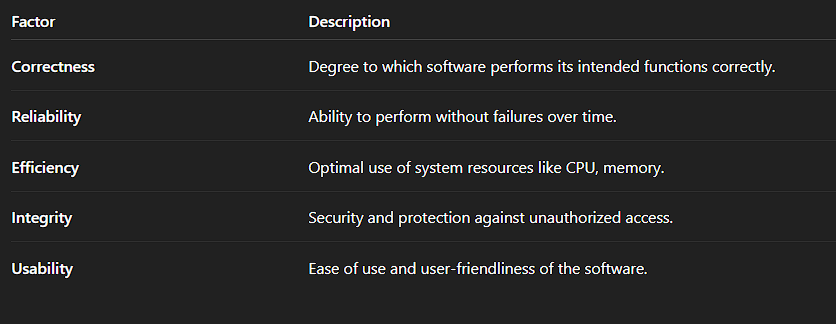 Factor Description
Correctness Degree to which software performs its intended functions correctly.
Reliability Ability to perform without failures over time.
Efficiency Optimal use of system resources like CPU, memory.
Integrity Security and protection against unauthorized access.
Usability Ease of use and user-friendliness of the software.